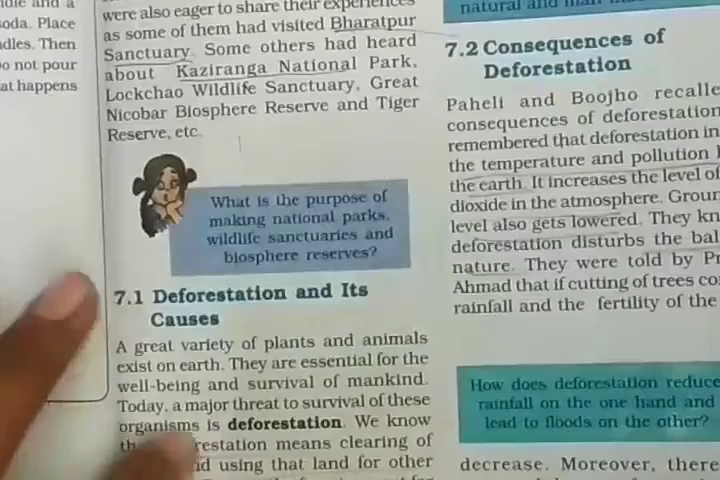 oda. Place
dles. Then
o not pour
at happens
were also eager to share their experiences
as some of them had visited Bharatpur
Sanctuary. Some others had heard
about Kaziranga National Park,
Lockchao Wildlife Sanctuary, Great
Nicobar Biosphere Reserve and Tiger
Reserve, etc.
What is the purpose of
making national parks,
wildlife sanctuaries and
biosphere reserves?
7.1 Deforestation and Its
Causes
A great variety of plants and animals
exist on earth. They are essential for the
well-being and survival of mankind.
Today, a major threat to survival of these
organisms is deforestation. We know
restation means clearing of
using that land for other
natural and
7.2 Consequences of
Deforestation
Paheli and Boojho recalle
consequences of deforestation
remembered that deforestation in
the temperature and pollution
the earth. It increases the level of
dioxide in the atmosphere. Groun
level also gets lowered. They kn
deforestation disturbs the bal
nature. They were told by Pr
Ahmad that if cutting of trees co
rainfall and the fertility of the
How does deforestation reduce
rainfall on the one hand and
lead to floods on the other?
decrease. Moreover, there